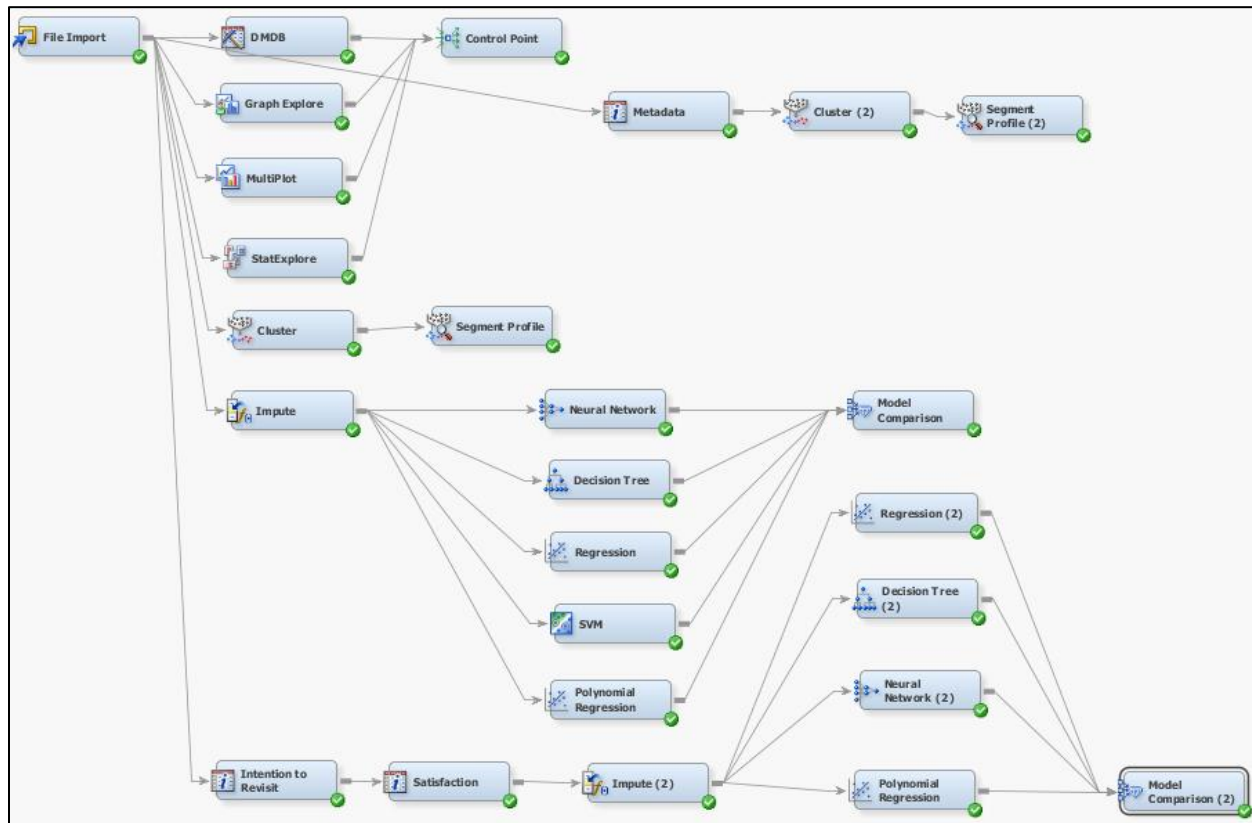 File Import
DMDB
Control Point
Graph Explore
Metadata
Cluster (2)
Segment
Profile (2)
MultiPlot
StatExplore
Cluster
Segment Profile
Impute
Neural Network
Model
Comparison
Decision Tree
Regression (2)
Regression
Decision Tree
(2)
SVM
Neural
Network (2)
Polynomial
Regression
Intention to
Revisit
Satisfaction
Impute (2)
Polynomial
Regression
Model
Comparison (2)